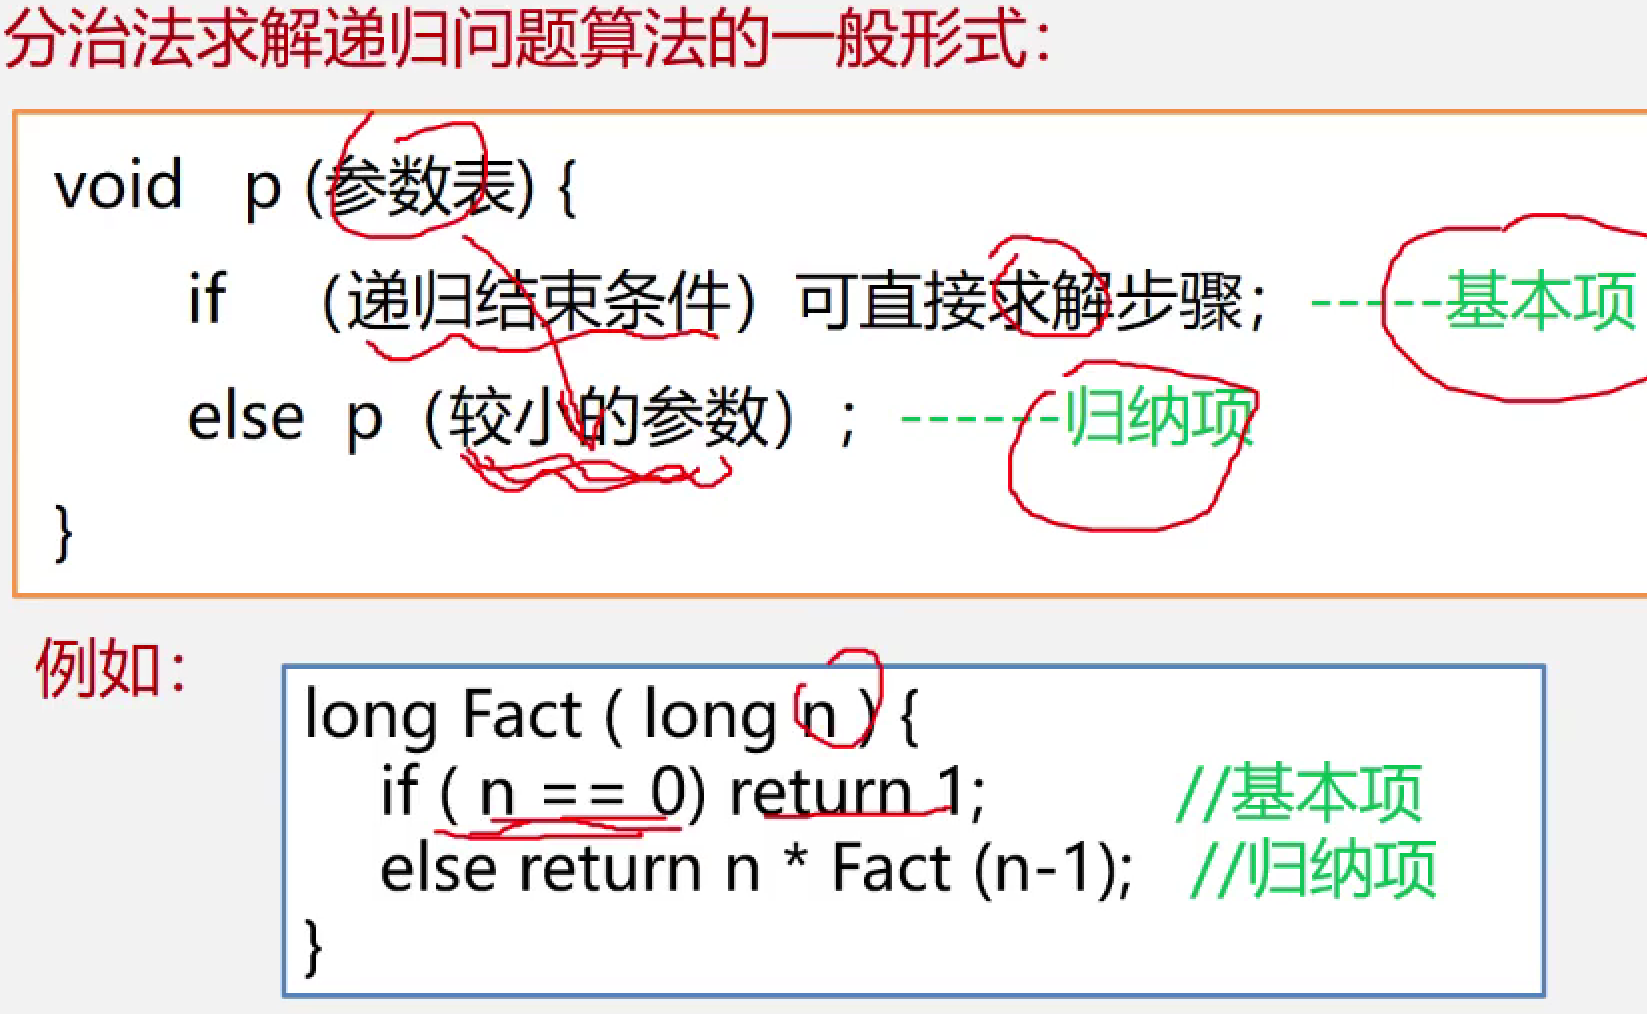 分治法求解递归问题算法的一般形式：
void p (参数表) {
if （递归结束条件）可直接求解步骤；-----基本项
else p（较小的参数）；------归纳项
}
例如：
long Fact ( long n ) {
if ( n == 0) return 1; //基本项
else return n * Fact (n-1); //归纳项
}